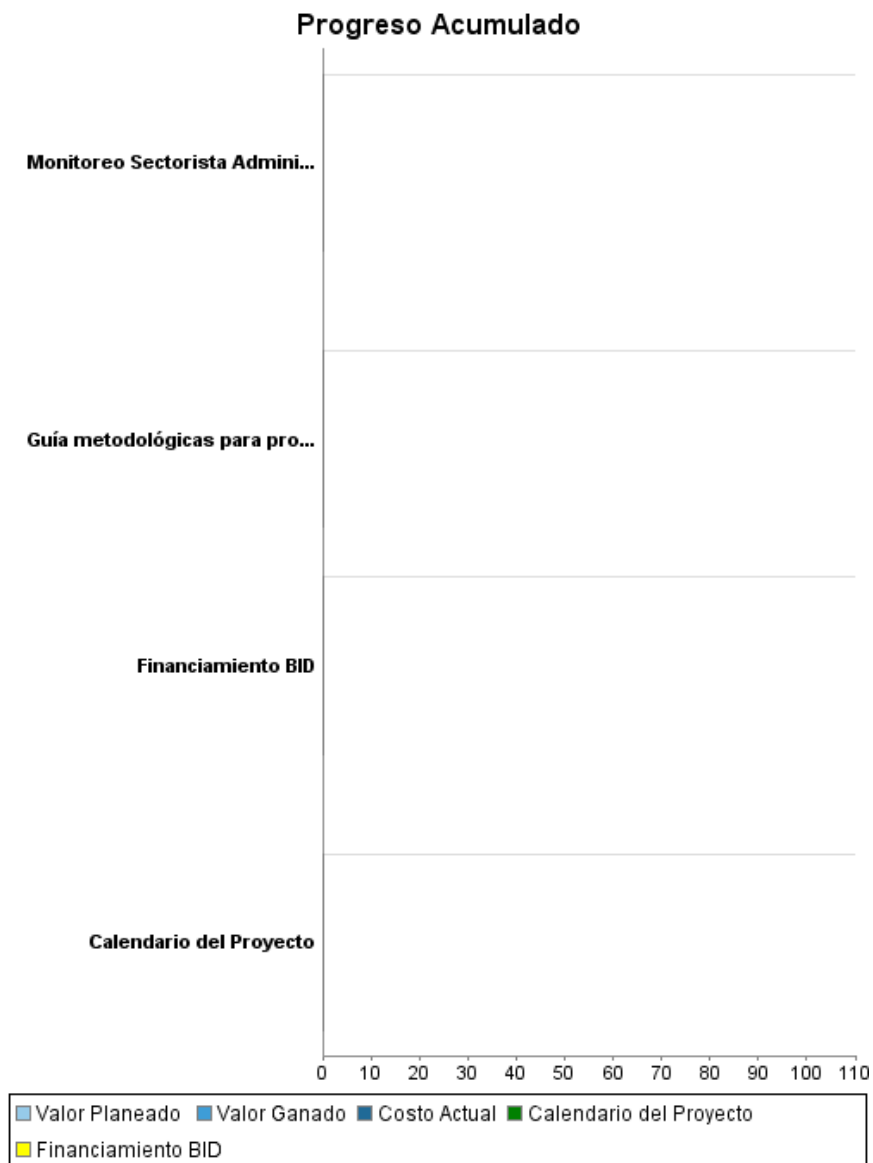 Progreso Acumulado
Monitoreo Sectorista Admini...
Guía metodológicas para pro...
Financiamiento BID
Calendario del Proyecto
0 10 20 30 40 50 60 70 80 90 100 110
Valor Planeado Valor Ganado Costo Actual Calendario del Proyecto
Financiamiento BID